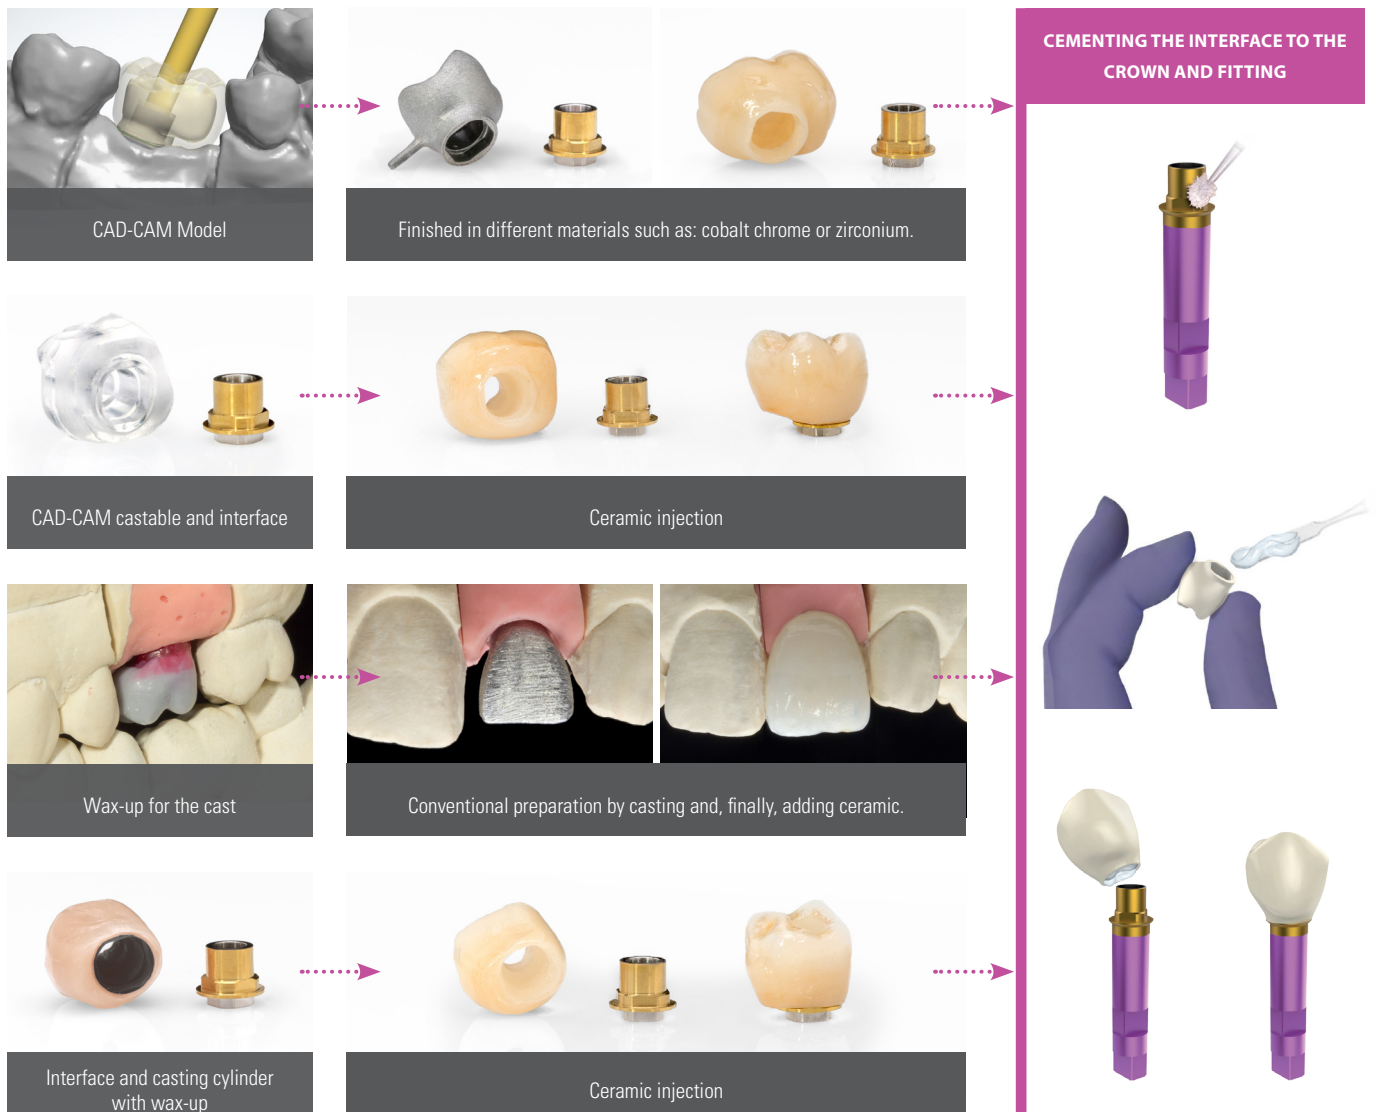 CEMENTING THE INTERFACE TO THE
CROWN AND FITTING
CAD-CAM Model
Finished in different materials such as: cobalt chrome or zirconium.
CAD-CAM castable and interface
Ceramic injection
Wax-up for the cast
Conventional preparation by casting and, finally, adding ceramic.
Interface and casting cylinder
with wax-up
Ceramic injection